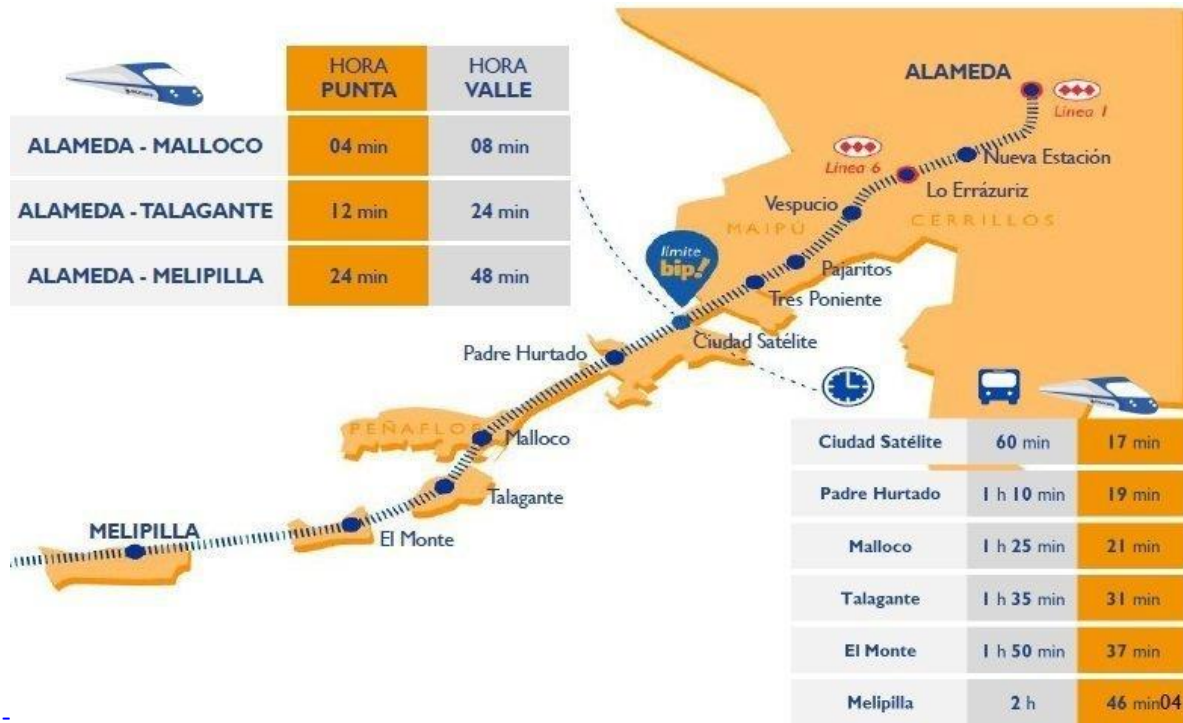 HORA PUNTA
HORA VALLE
ALAMEDA - MALLOCO 04 min 08 min
ALAMEDA - TALAGANTE 12 min 24 min
ALAMEDA - MELIPILLA 24 min 48 min
ALAMEDA
Línea 1
Nueva Estación
Línea 6
Lo Errázuriz
Vespucio
CERRILLOS
MAIPÚ
Pajaritos
límite
bip!
Tres Poniente
Ciudad Satélite
Padre Hurtado
PEÑAFLOR
Malloco
Talagante
El Monte
MELIPILLA
Ciudad Satélite 60 min 17 min
Padre Hurtado 1 h 10 min 19 min
Malloco 1 h 25 min 21 min
Talagante 1 h 35 min 31 min
El Monte 1 h 50 min 37 min
Melipilla 2 h 46 min04
-